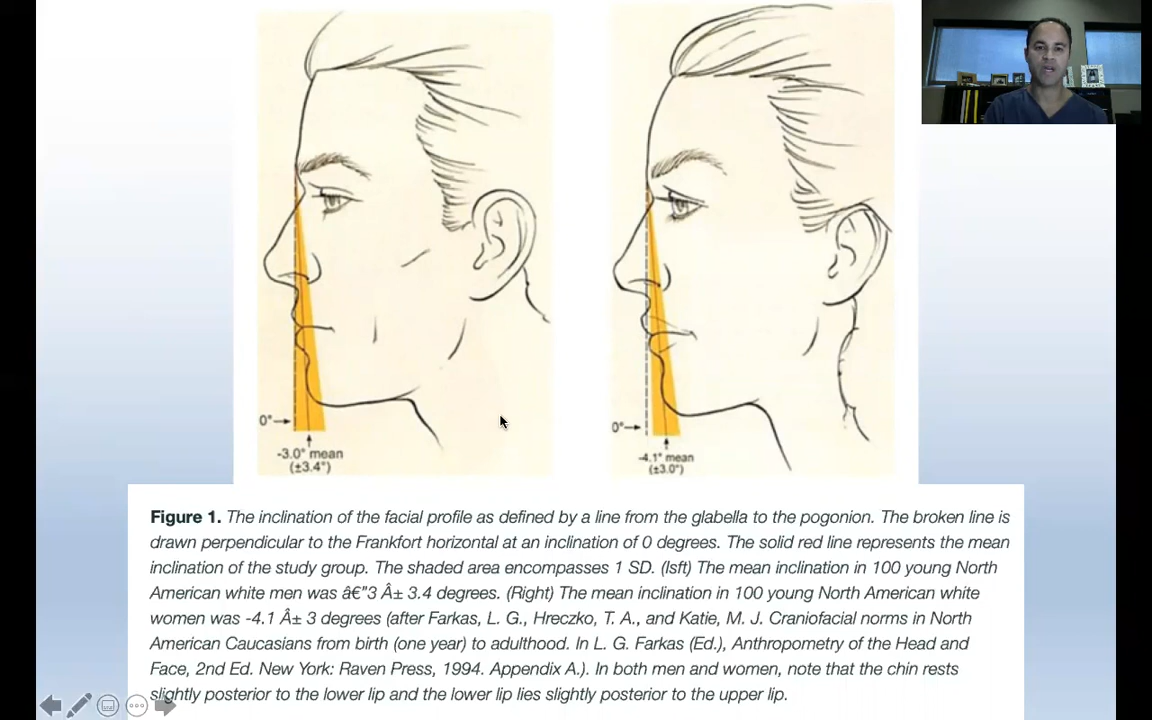 0°
-3.0° mean
(±3.4°)
0°
-4.1° mean
(±3.0°)
Figure 1. The inclination of the facial profile as defined by a line from the glabella to the pogonion. The broken line is
drawn perpendicular to the Frankfort horizontal at an inclination of 0 degrees. The solid red line represents the mean
inclination of the study group. The shaded area encompasses 1 SD. (lsft) The mean inclination in 100 young North
American white men was â€”3 Â± 3.4 degrees. (Right) The mean inclination in 100 young North American white
women was -4.1 Â± 3 degrees (after Farkas, L. G., Hreczko, T. A., and Katie, M. J. Craniofacial norms in North
American Caucasians from birth (one year) to adulthood. In L. G. Farkas (Ed.), Anthropometry of the Head and
Face, 2nd Ed. New York: Raven Press, 1994. Appendix A.). In both men and women, note that the chin rests
slightly posterior to the lower lip and the lower lip lies slightly posterior to the upper lip.